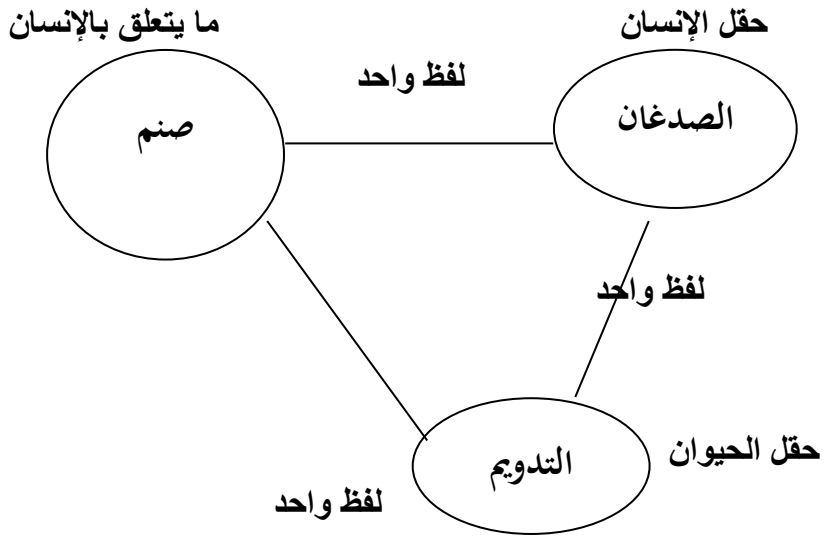 حقل الإنسان
ما يتعلق بالإنسان
لفظ واحد
الصدغان
صنم
لفظ واحد
حقل الحيوان
التدويم
لفظ واحد